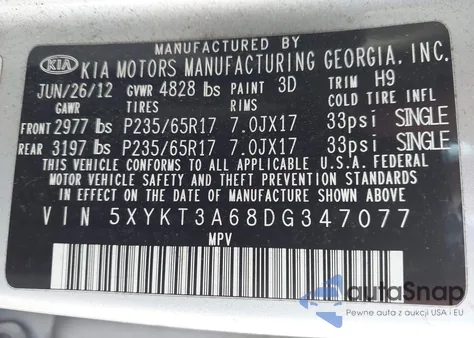 MANUFACTURED BY
KIA KIA MOTORS MANUFACTURING GEORGIA, INC.
JUN/26/12 GVWR 4828 lbs PAINT 3D TRIM H9
GAWR TIRES RIMS COLD TIRE INFL
FRONT 2977 lbs P235/65R17 7.0JX17 33psi SINGLE
REAR 3197 lbs P235/65R17 7.0JX17 33psi SINGLE
THIS VEHICLE CONFORMS TO ALL APPLICABLE U.S.A. FEDERAL
MOTOR VEHICLE SAFETY AND THEFT PREVENTION STANDARDS
IN EFFECT ON THE DATE OF MANUFACTURE SHOWN ABOVE
VIN 5XYKT3A68DG347077
MPV
autaSnap
Pewne auta z aukcji USA i EU